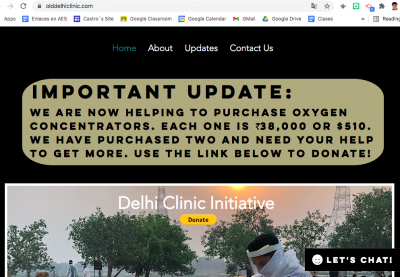 olddelhiclinic.com
Enlaces en AES
Castro´s Site
Google Classroom
Google Calendar
GMail
Google Drive
Clases
Home About Updates Contact Us
IMPORTANT UPDATE:
WE ARE NOW HELPING TO PURCHASE OXYGEN
CONCENTRATORS. EACH ONE IS ₹38,000 OR $510.
WE HAVE PURCHASED TWO AND NEED YOUR HELP
TO GET MORE. USE THE LINK BELOW TO DONATE!
Delhi Clinic Initiative
Donate
LET'S CHAT!